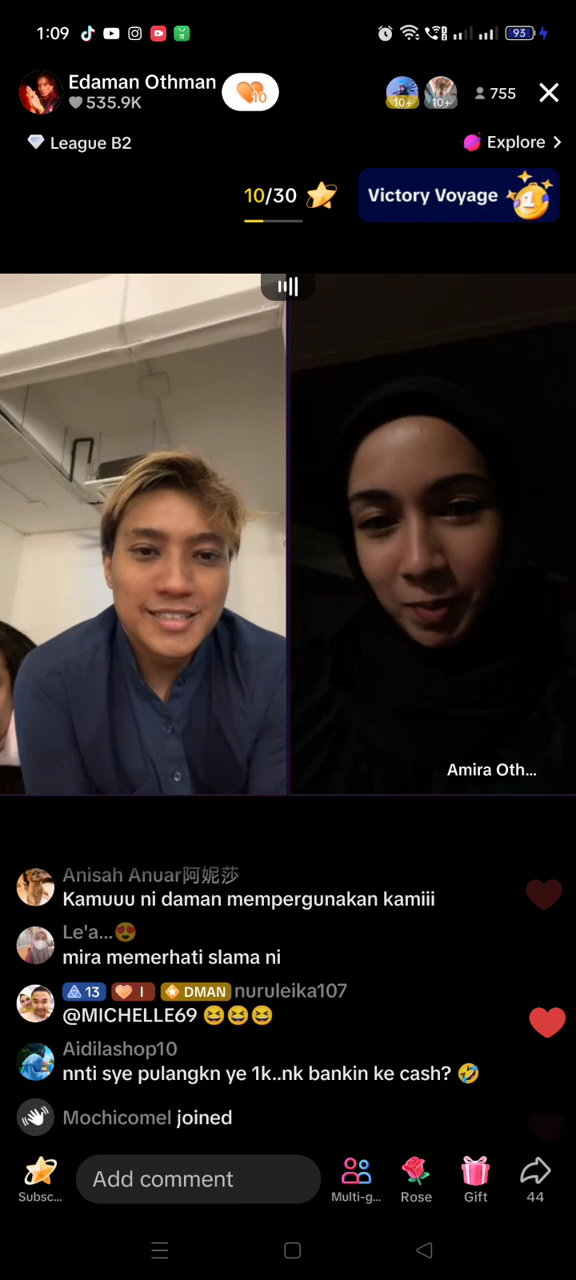 1:09
93
Edaman Othman
535.9K
10
10+
10+
755
League B2
Explore
10/30
Victory Voyage
1
Amira Oth...
Anisah Anuar阿妮莎
Kamuuu ni daman mempergunakan kamiii
Le'a...😍
mira memerhati slama ni
13 I DMAN nuruleika107
@MICHELLE69 😆😆😆
Aidilashop10
nnti sye pulangkn ye 1k..nk bankin ke cash? 🤣
Mochicomel joined
Add comment
Subsc...
Multi-g...
Rose
Gift
44